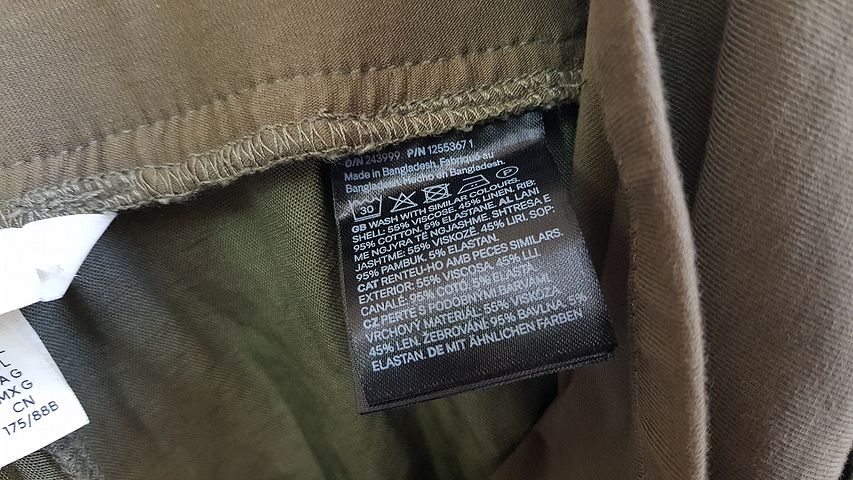 O/N 243999 P/N 1255367 1
Made in Bangladesh. Fabriqué au
Bangladesh. Hecho en Bangladesh.
30 P
GB WASH WITH SIMILAR COLOURS.
SHELL: 55% VISCOSE, 45% LINEN. RIB:
95% COTTON, 5% ELASTANE. AL LANI
ME NGJYRA TË NGJASHME. SHTRESA E
JASHTME: 55% VISKOZË, 45% LIRI. SOP:
95% PAMBUK, 5% ELASTAN.
CAT RENTEU-HO AMB PECES SIMILARS.
EXTERIOR: 55% VISCOSA, 45% LLI.
CANALÉ: 95% COTÓ, 5% ELASTÀ.
CZ PERTE S PODOBNÝMI BARVAMI.
VRCHOVÝ MATERIÁL: 55% VISKÓZA,
45% LEN. ŽEBROVÁNÍ: 95% BAVLNA, 5%
ELASTAN. DE MIT ÄHNLICHEN FARBEN
L
MX G
CN
175/88B